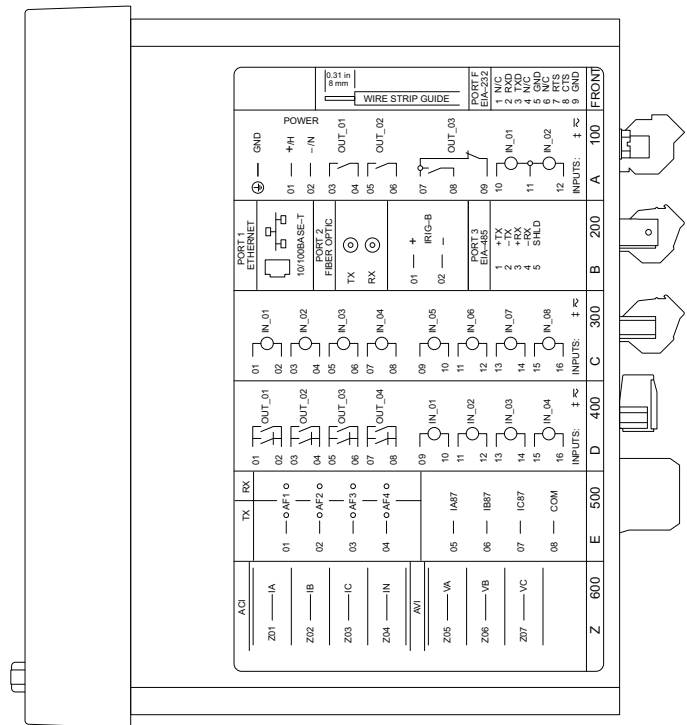 0.31 in
8 mm
WIRE STRIP GUIDE
PORT F
EIA–232
1 N/C
2 RXD
3 TXD
4 N/C
5 GND
6 N/C
7 RTS
8 CTS
9 GND
FRONT
GND
POWER
01 +/H
02 –/N
OUT_01
03
04
OUT_02
05
06
OUT_03
07
08
09
IN_01
IN_02
10
11
12
INPUTS:
A 100
PORT 1
ETHERNET
10/100BASE–T
PORT 2
FIBER OPTIC
TX
RX
IRIG–B
01 +
02 –
PORT 3
EIA–485
1 +TX
2 –TX
3 +RX
4 –RX
5 SHLD
B 200
01
02
IN_01
03
04
IN_02
05
06
IN_03
07
08
IN_04
09
10
IN_05
11
12
IN_06
13
14
IN_07
15
16
IN_08
INPUTS:
C 300
01
02
OUT_01
03
04
OUT_02
05
06
OUT_03
07
08
OUT_04
09
10
IN_01
11
12
IN_02
13
14
IN_03
15
16
IN_04
INPUTS:
D 400
TX RX
01 AF1
02 AF2
03 AF3
04 AF4
05 IA87
06 IB87
07 IC87
08 COM
E 500
ACI
Z01 IA
Z02 IB
Z03 IC
Z04 IN
AVI
Z05 VA
Z06 VB
Z07 VC
Z 600